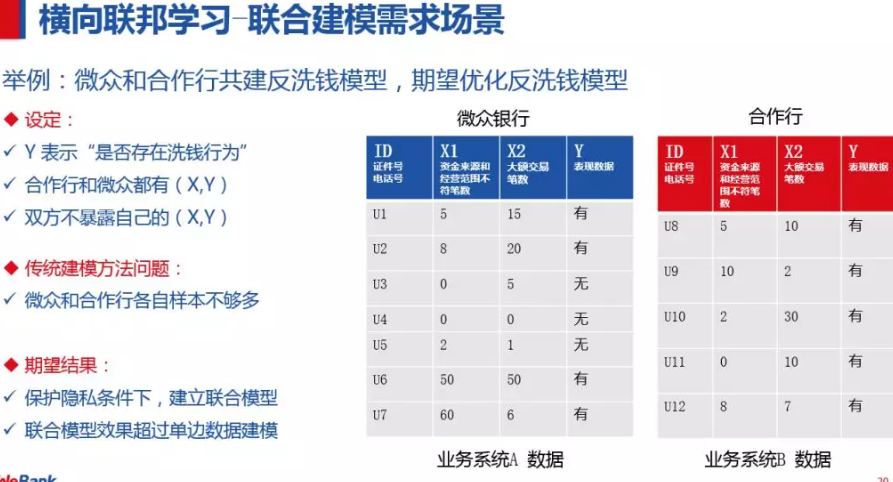 横向联邦学习-联合建模需求场景
举例：微众和合作行共建反洗钱模型，期望优化反洗钱模型
设定：
Y 表示“是否存在洗钱行为”
合作行和微众都有（X,Y）
双方不暴露自己的（X,Y）
传统建模方法问题：
微众和合作行各自样本不够多
期望结果：
保护隐私条件下，建立联合模型
联合模型效果超过单边数据建模
微众银行
ID X1 X2 Y
证件号 资金来源和 大额交易 表现数据
电话号 经营范围不 笔数
符笔数
U1 5 15 有
U2 8 20 有
U3 0 5 无
U4 0 0 无
U5 2 1 无
U6 50 50 有
U7 60 6 有
业务系统A 数据
合作行
ID X1 X2 Y
证件号 资金来源 大额交易 表现数据
电话号 和经营范 笔数
围不符笔
数
U8 5 10 有
U9 10 2 有
U10 2 30 有
U11 0 10 有
U12 8 7 有
业务系统B 数据
Bank
20